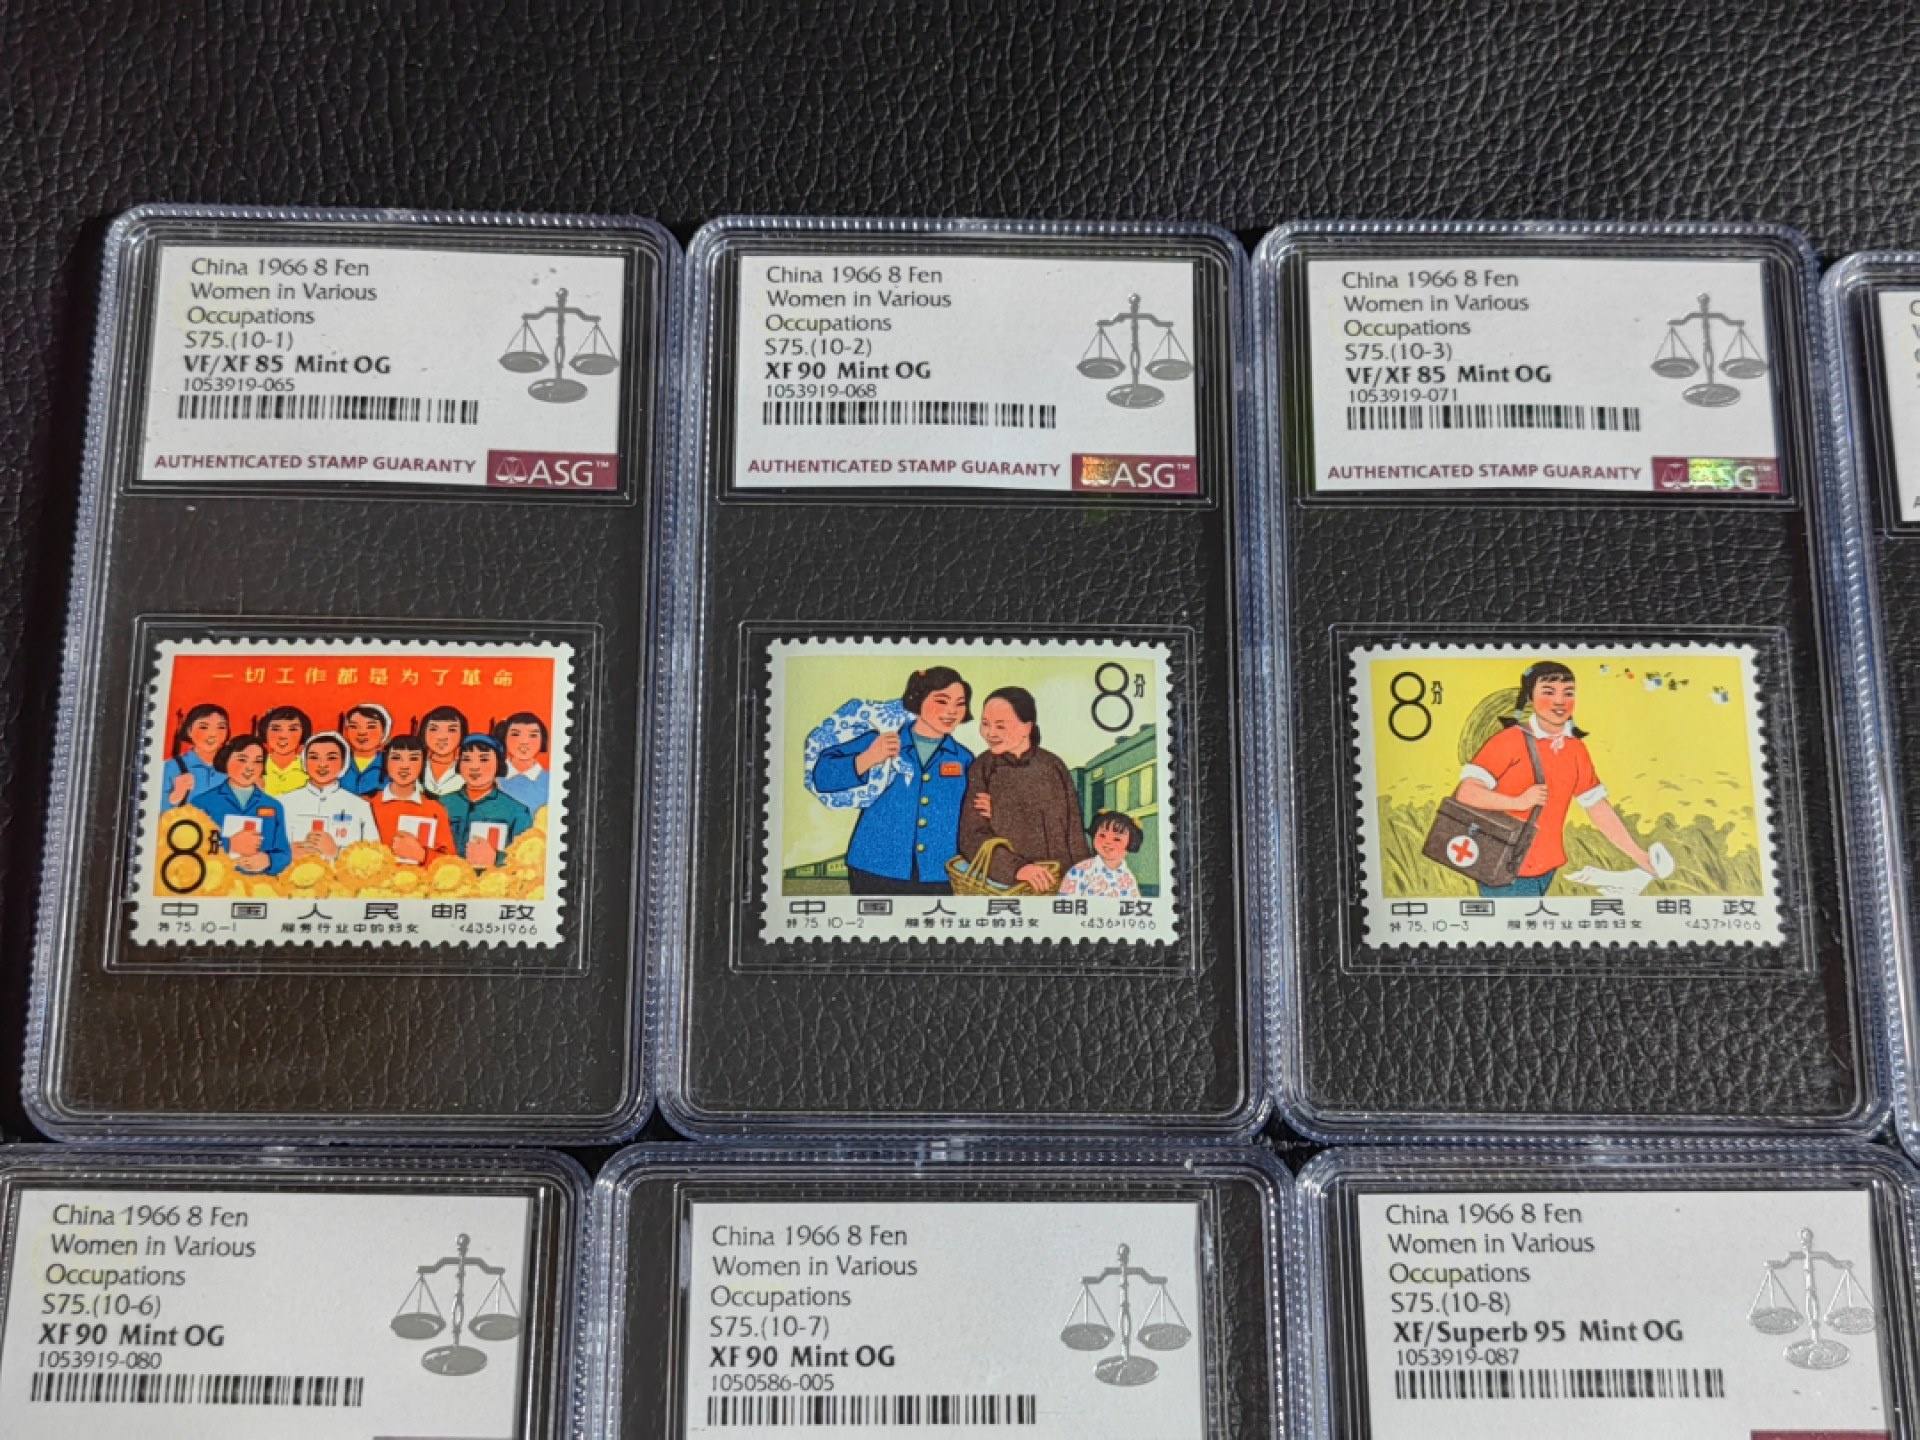 China 1966 8 Fen
Women in Various
Occupations
S75.(10-1)
VF/XF 85 Mint OG
1053919-065
AUTHENTICATED STAMP GUARANTY ASG™
一切工作都是为了革命
10
8分
中国人民邮政
特75.10-1 服务行业中的妇女 <435>1966
China 1966 8 Fen
Women in Various
Occupations
S75.(10-2)
XF 90 Mint OG
1053919-068
AUTHENTICATED STAMP GUARANTY ASG™
8分
中国人民邮政
特75.10-2 服务行业中的妇女 <436>1966
China 1966 8 Fen
Women in Various
Occupations
S75.(10-3)
VF/XF 85 Mint OG
1053919-071
AUTHENTICATED STAMP GUARANTY ASG™
8分
中国人民邮政
特75.10-3 服务行业中的妇女 <437>1966
China 1966 8 Fen
Women in Various
Occupations
S75.(10-6)
XF 90 Mint OG
1053919-080
China 1966 8 Fen
Women in Various
Occupations
S75.(10-7)
XF 90 Mint OG
1050586-005
China 1966 8 Fen
Women in Various
Occupations
S75.(10-8)
XF/Superb 95 Mint OG
1053919-087